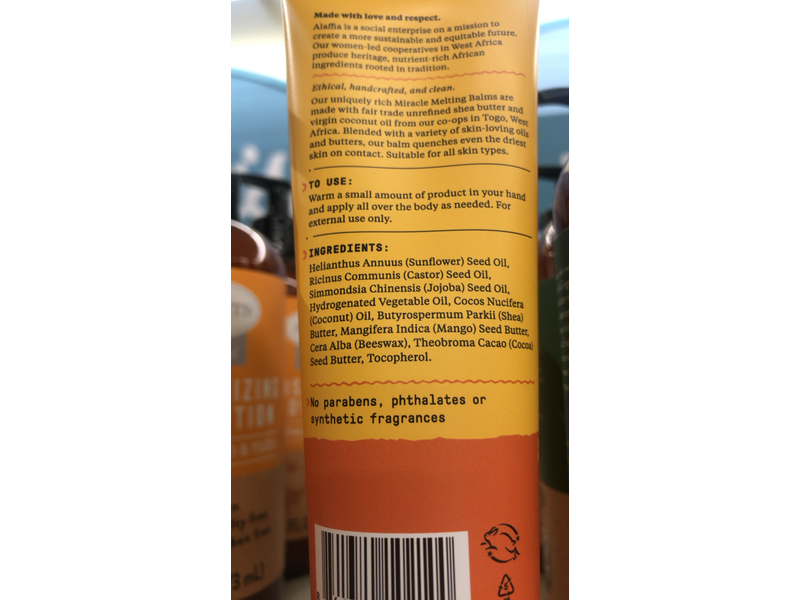 Made with love and respect.
Alaffia is a social enterprise on a mission to
create a more sustainable and equitable future.
Our women-led cooperatives in West Africa
produce heritage, nutrient-rich African
ingredients rooted in tradition.
Ethical, handcrafted, and clean.
Our uniquely rich Miracle Melting Balms are
made with fair trade unrefined shea butter and
virgin coconut oil from our co-ops in Togo, West
Africa. Blended with a variety of skin-loving oils
and butters, our balm quenches even the driest
skin on contact. Suitable for all skin types.
TO USE:
Warm a small amount of product in your hand
and apply all over the body as needed. For
external use only.
INGREDIENTS:
Helianthus Annuus (Sunflower) Seed Oil,
Ricinus Communis (Castor) Seed Oil,
Simmondsia Chinensis (Jojoba) Seed Oil,
Hydrogenated Vegetable Oil, Cocos Nucifera
(Coconut) Oil, Butyrospermum Parkii (Shea)
Butter, Mangifera Indica (Mango) Seed Butter,
Cera Alba (Beeswax), Theobroma Cacao (Cocoa)
Seed Butter, Tocopherol.
No parabens, phthalates or
synthetic fragrances
IZING
TION
3 mL)